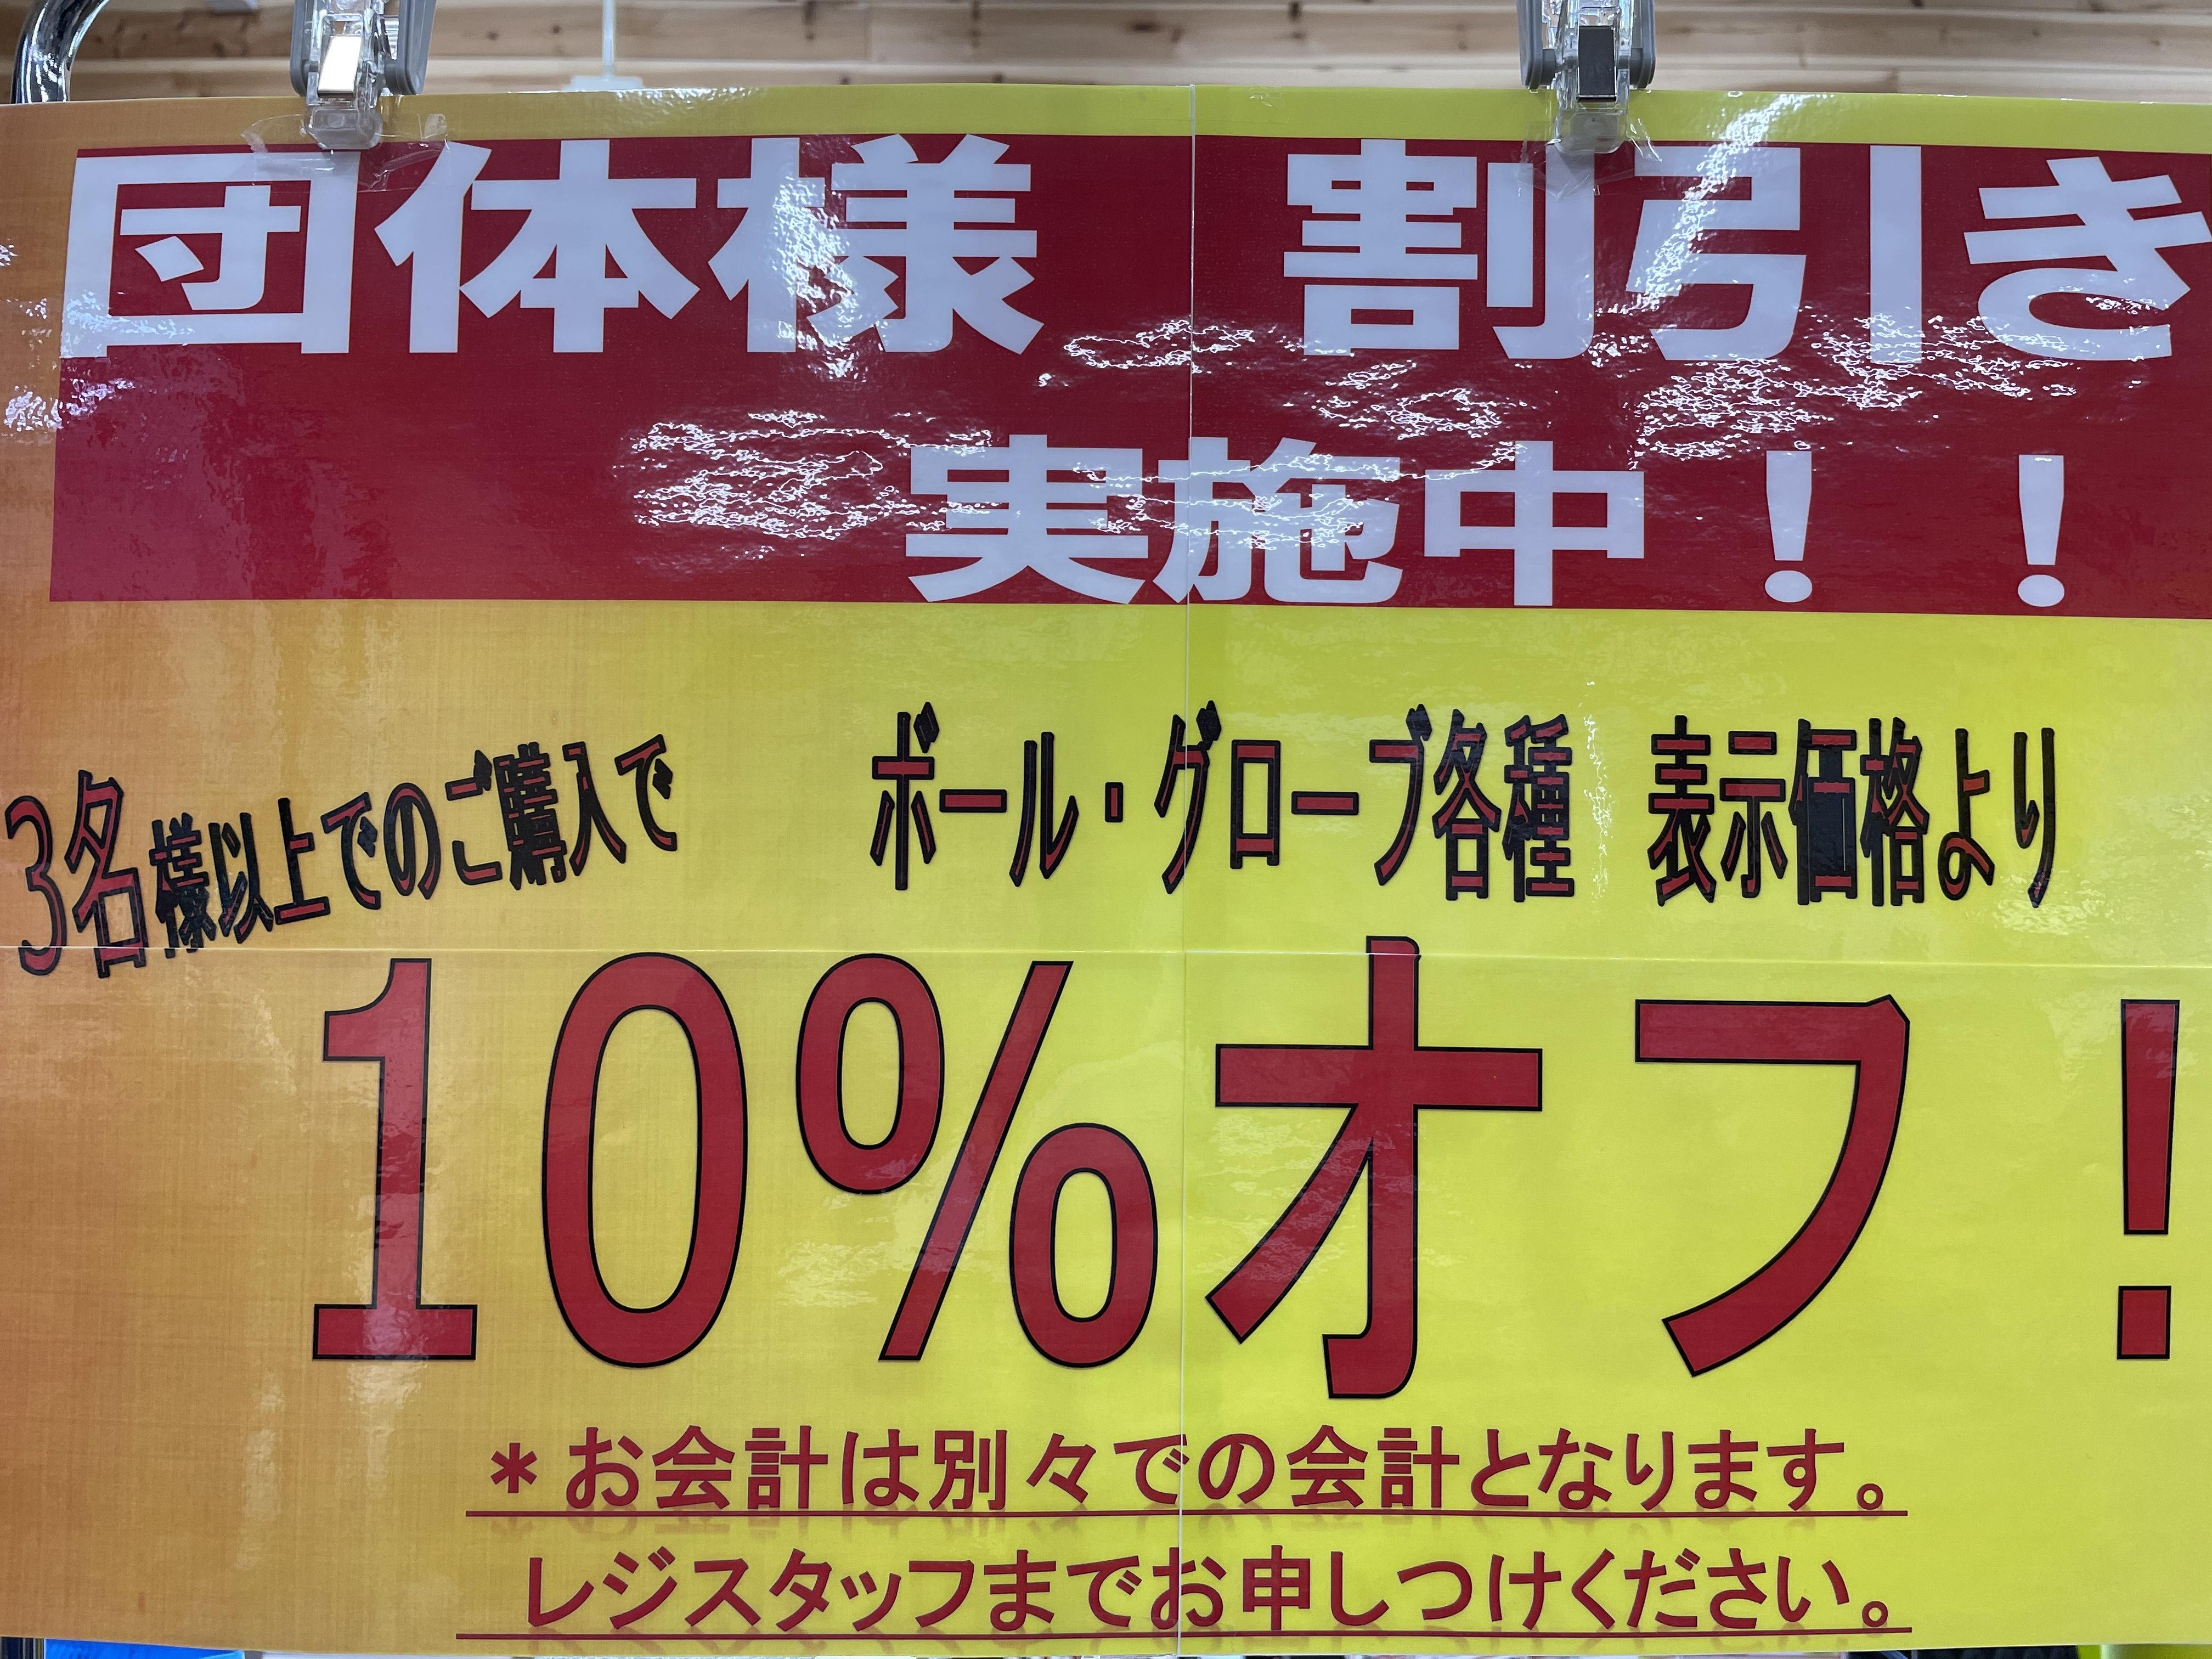 団体様 割引き
実施中！！
3名様以上でのご購入で ボール・グローブ各種 表示価格より
10%オフ!
*お会計は別々での会計となります。
レジスタッフまでお申しつけください。